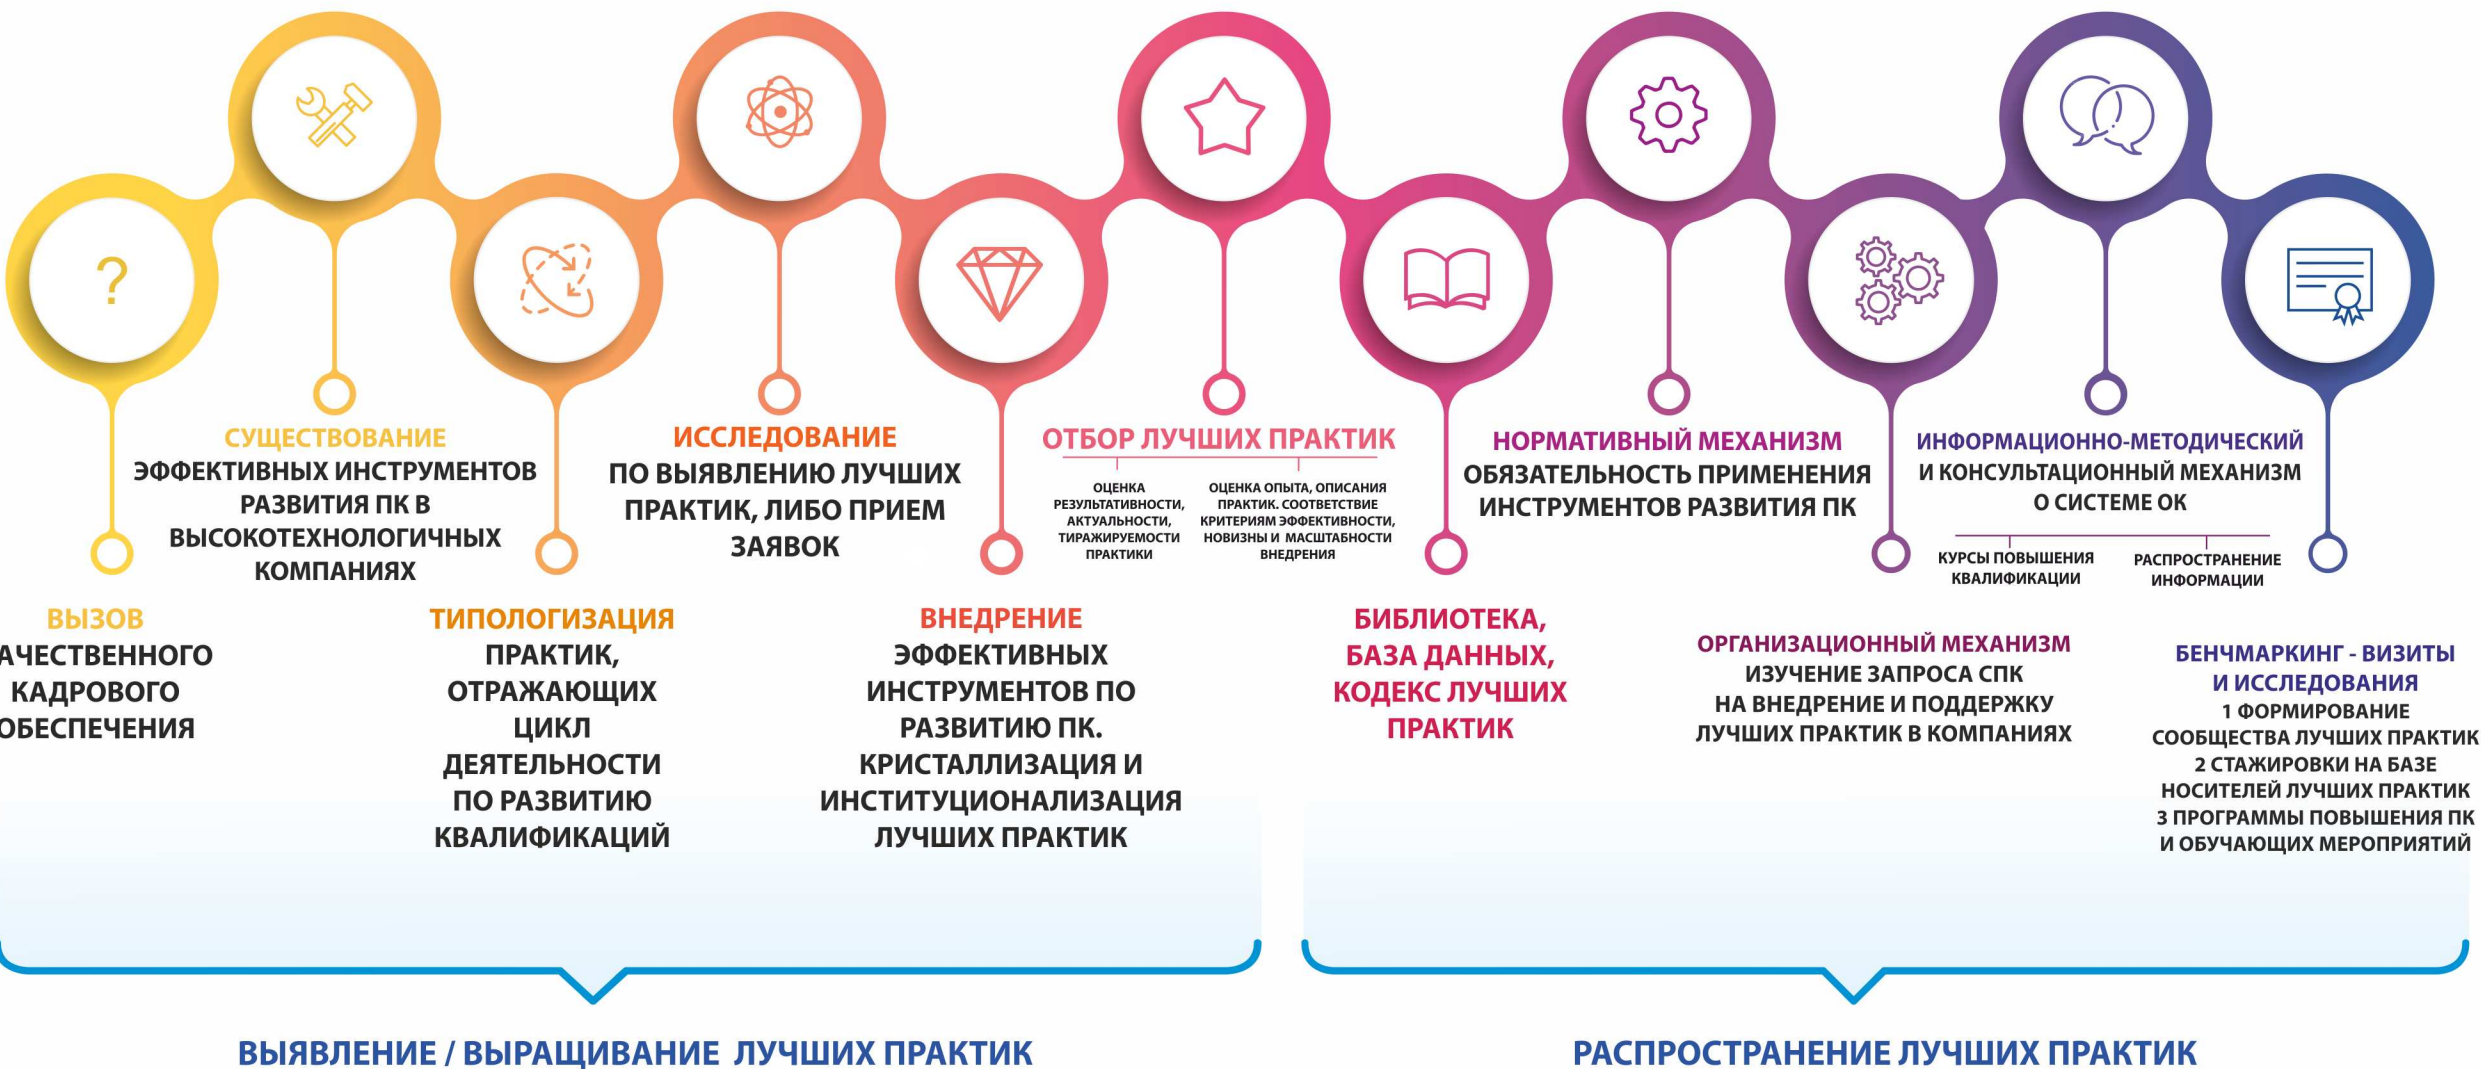 ?
СУЩЕСТВОВАНИЕ
ЭФФЕКТИВНЫХ ИНСТРУМЕНТОВ
РАЗВИТИЯ ПК В
ВЫСОКОТЕХНОЛОГИЧНЫХ
КОМПАНИЯХ
ИССЛЕДОВАНИЕ
ПО ВЫЯВЛЕНИЮ ЛУЧШИХ
ПРАКТИК, ЛИБО ПРИЕМ
ЗАЯВОК
ОТБОР ЛУЧШИХ ПРАКТИК
ОЦЕНКА
РЕЗУЛЬТАТИВНОСТИ,
АКТУАЛЬНОСТИ,
ТИРАЖИРУЕМОСТИ
ПРАКТИКИ
ОЦЕНКА ОПЫТА, ОПИСАНИЯ
ПРАКТИК. СООТВЕТСТВИЕ
КРИТЕРИЯМ ЭФФЕКТИВНОСТИ,
НОВИЗНЫ И МАСШТАБНОСТИ
ВНЕДРЕНИЯ
НОРМАТИВНЫЙ МЕХАНИЗМ
ОБЯЗАТЕЛЬНОСТЬ ПРИМЕНЕНИЯ
ИНСТРУМЕНТОВ РАЗВИТИЯ ПК
ИНФОРМАЦИОННО-МЕТОДИЧЕСКИЙ
И КОНСУЛЬТАЦИОННЫЙ МЕХАНИЗМ
О СИСТЕМЕ ОК
КУРСЫ ПОВЫШЕНИЯ
КВАЛИФИКАЦИИ
РАСПРОСТРАНЕНИЕ
ИНФОРМАЦИИ
ВЫЗОВ
АЧЕСТВЕННОГО
КАДРОВОГО
ОБЕСПЕЧЕНИЯ
ТИПОЛОГИЗАЦИЯ
ПРАКТИК,
ОТРАЖАЮЩИХ
ЦИКЛ
ДЕЯТЕЛЬНОСТИ
ПО РАЗВИТИЮ
КВАЛИФИКАЦИЙ
ВНЕДРЕНИЕ
ЭФФЕКТИВНЫХ
ИНСТРУМЕНТОВ ПО
РАЗВИТИЮ ПК.
КРИСТАЛЛИЗАЦИЯ И
ИНСТИТУЦИОНАЛИЗАЦИЯ
ЛУЧШИХ ПРАКТИК
БИБЛИОТЕКА,
БАЗА ДАННЫХ,
КОДЕКС ЛУЧШИХ
ПРАКТИК
ОРГАНИЗАЦИОННЫЙ МЕХАНИЗМ
ИЗУЧЕНИЕ ЗАПРОСА СПК
НА ВНЕДРЕНИЕ И ПОДДЕРЖКУ
ЛУЧШИХ ПРАКТИК В КОМПАНИЯХ
БЕНЧМАРКИНГ - ВИЗИТЫ
И ИССЛЕДОВАНИЯ
1 ФОРМИРОВАНИЕ
СООБЩЕСТВА ЛУЧШИХ ПРАКТИК
2 СТАЖИРОВКИ НА БАЗЕ
НОСИТЕЛЕЙ ЛУЧШИХ ПРАКТИК
3 ПРОГРАММЫ ПОВЫШЕНИЯ ПК
И ОБУЧАЮЩИХ МЕРОПРИЯТИЙ
ВЫЯВЛЕНИЕ / ВЫРАЩИВАНИЕ ЛУЧШИХ ПРАКТИК
РАСПРОСТРАНЕНИЕ ЛУЧШИХ ПРАКТИК